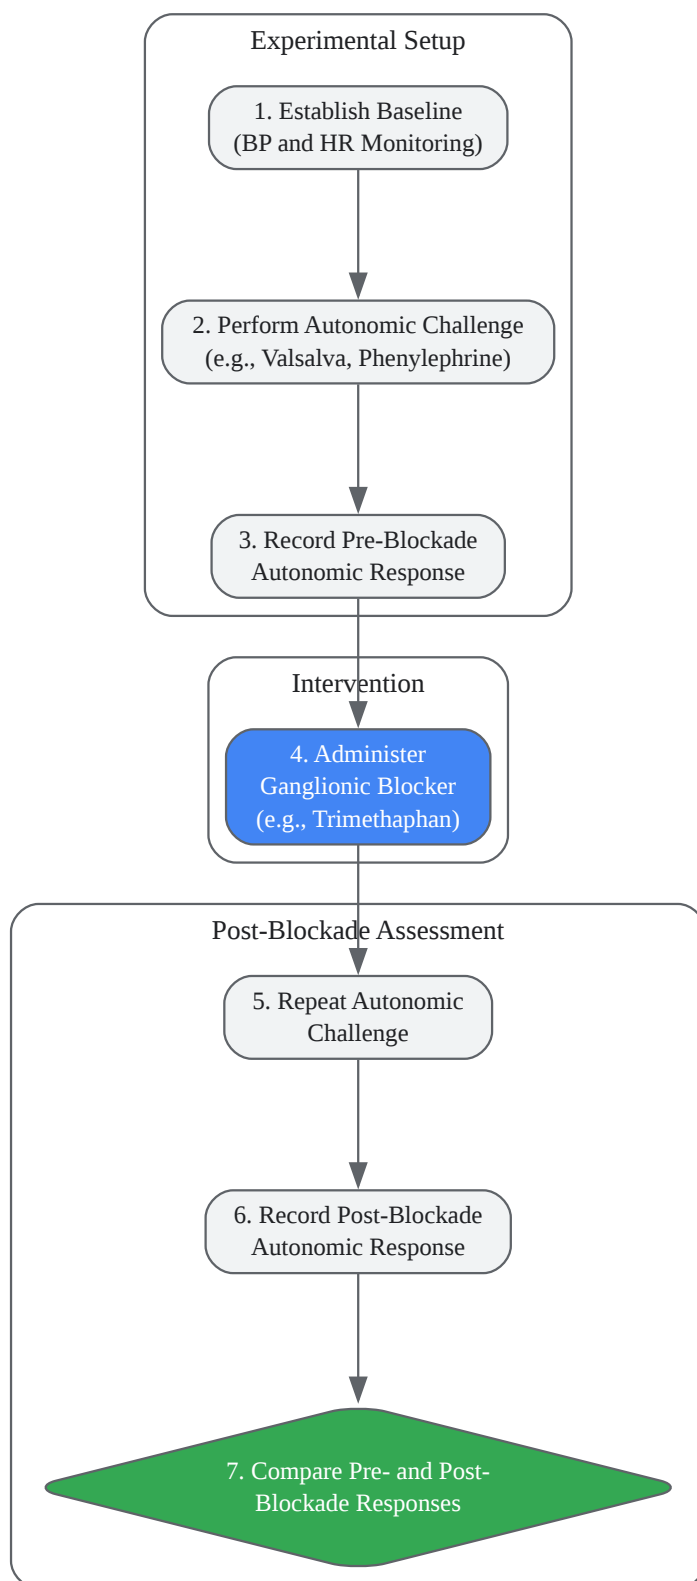 Experimental Setup
1. Establish Baseline
(BP and HR Monitoring)
2. Perform Autonomic Challenge
(e.g., Valsalva, Phenylephrine)
3. Record Pre-Blockade
Autonomic Response
Intervention
4. Administer
Ganglionic Blocker
(e.g., Trimethaphan)
Post-Blockade Assessment
5. Repeat Autonomic
Challenge
6. Record Post-Blockade
Autonomic Response
7. Compare Pre- and Post-
Blockade Responses